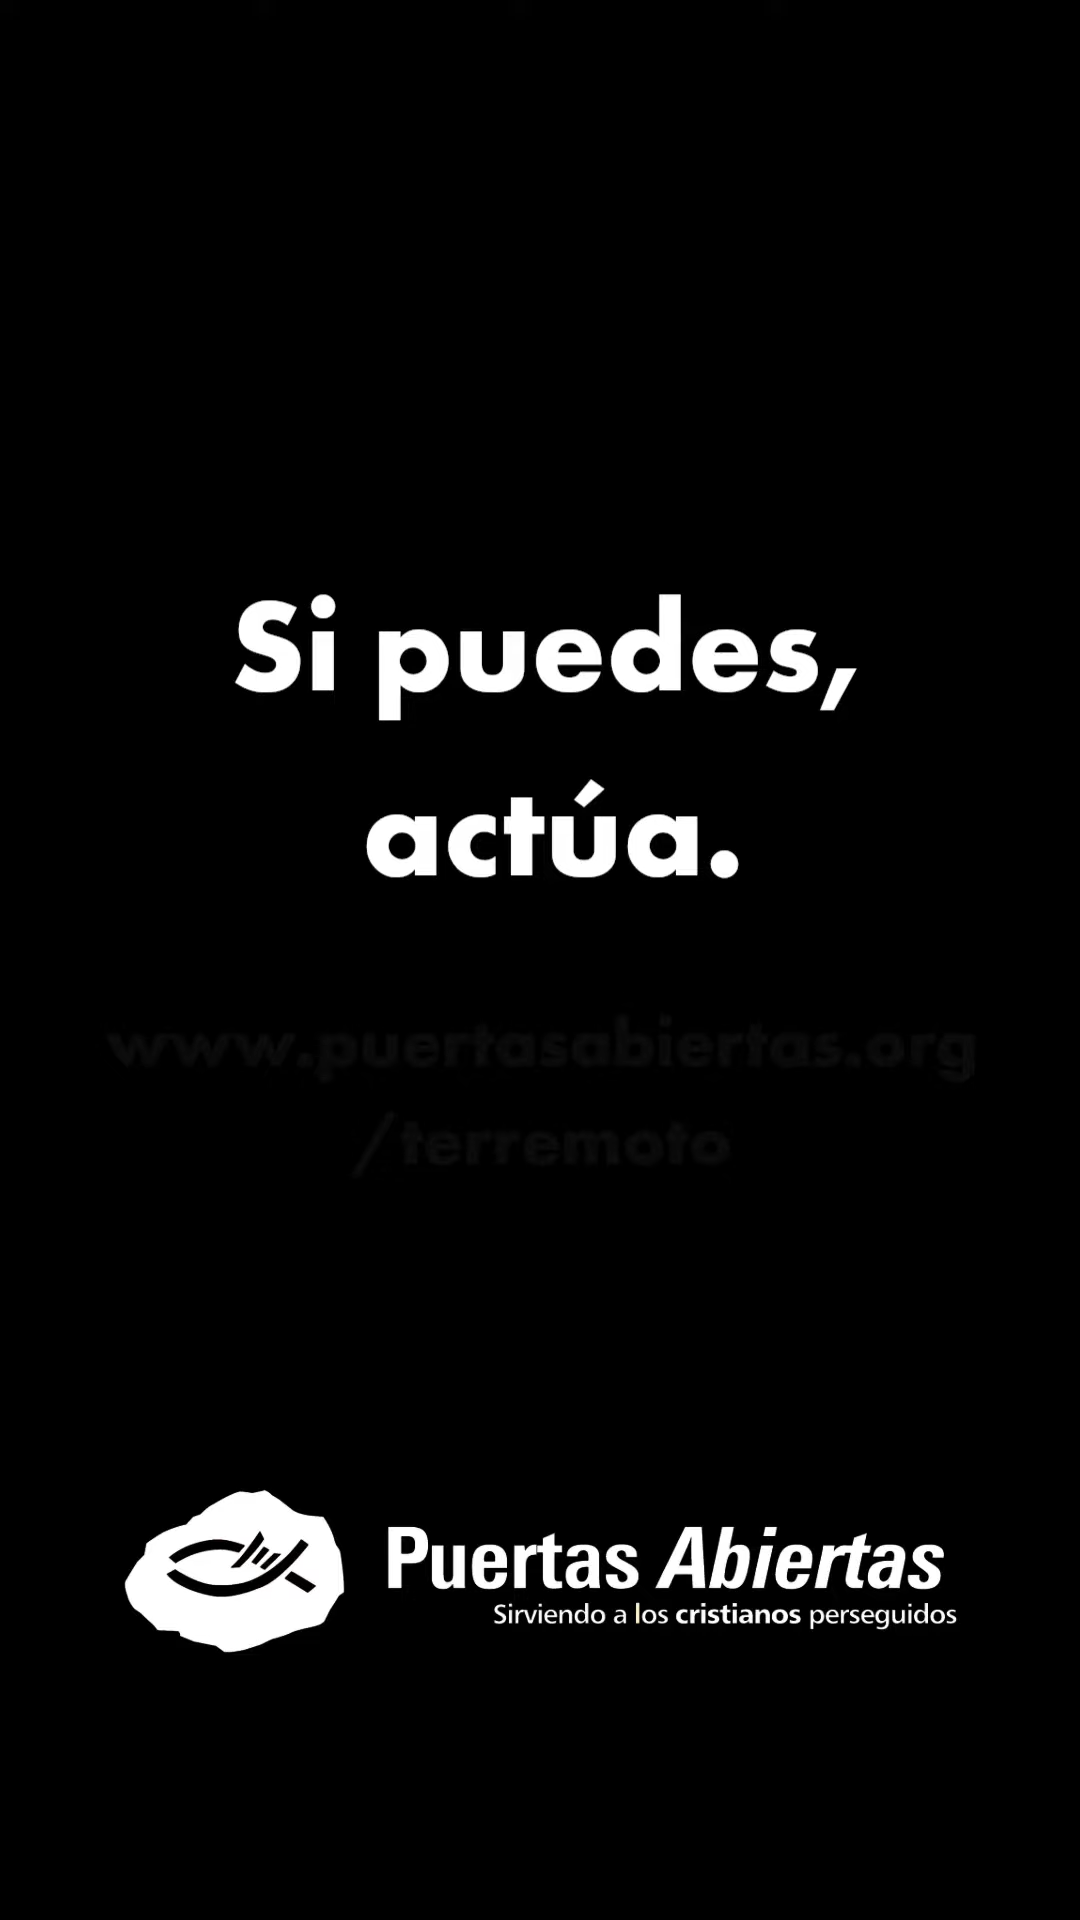 Si puedes,
actúa.
www.puertasabiertas.org
/terremoto
Puertas Abiertas
Sirviendo a los cristianos perseguidos